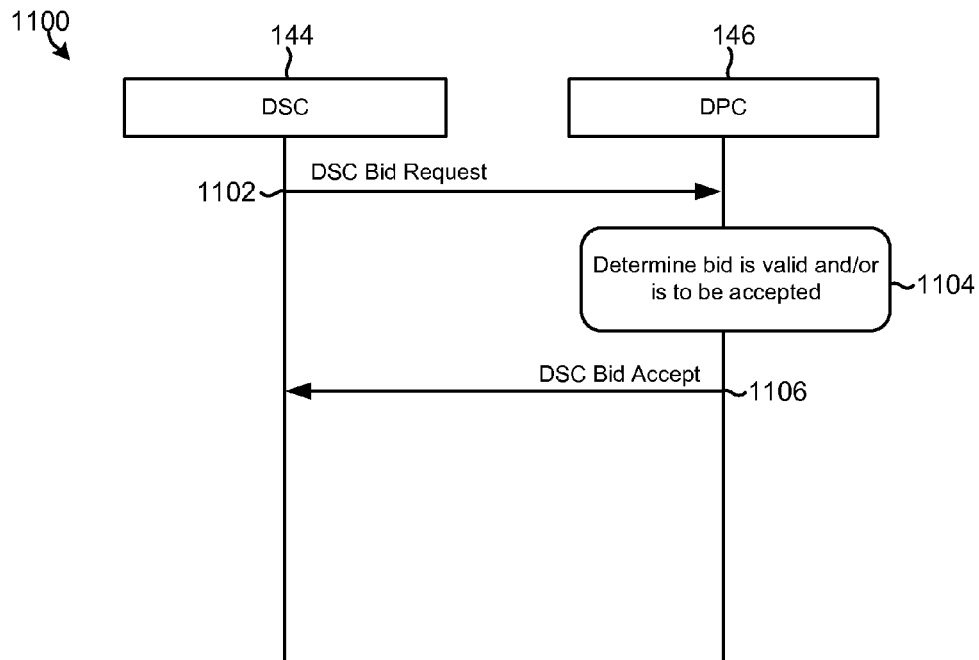 1100
144
146
DSC
DPC
DSC Bid Request
1102
Determine bid is valid and/or
is to be accepted
1104
DSC Bid Accept
1106